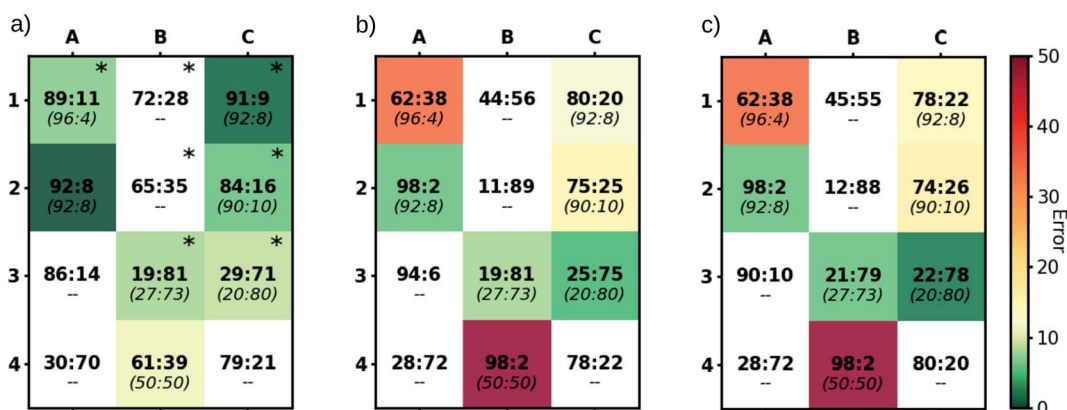 a)
A B C
* * *
1 89:11 72:28 91:9
(96:4) -- (92:8)
* *
2 92:8 65:35 84:16
(92:8) -- (90:10)
* *
3 86:14 19:81 29:71
-- (27:73) (20:80)
4 30:70 61:39 79:21
-- (50:50) --
b)
A B C
1 62:38 44:56 80:20
(96:4) -- (92:8)
2 98:2 11:89 75:25
(92:8) -- (90:10)
3 94:6 19:81 25:75
-- (27:73) (20:80)
4 28:72 98:2 78:22
-- (50:50) --
c)
A B C
1 62:38 45:55 78:22
(96:4) -- (92:8)
2 98:2 12:88 74:26
(92:8) -- (90:10)
3 90:10 21:79 22:78
-- (27:73) (20:80)
4 28:72 98:2 80:20
-- (50:50) --
50
40
30
20
10
0
Error